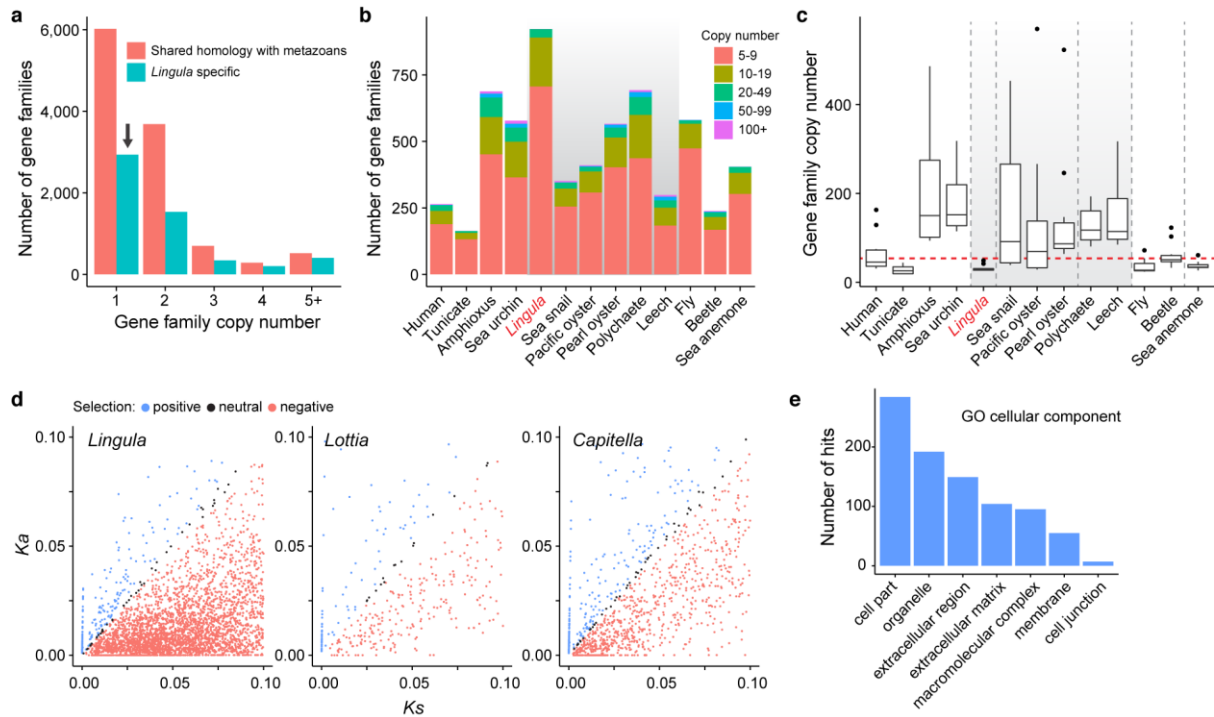 a
Number of gene families
6,000
4,000
2,000
0
Shared homology with metazoans
Lingula specific
1 2 3 4 5+
Gene family copy number
b
Number of gene families
750
500
250
0
Copy number
5-9
10-19
20-49
50-99
100+
Human
Tunicate
Amphioxus
Sea urchin
Lingula
Sea snail
Pacific oyster
Pearl oyster
Polychaete
Leech
Fly
Beetle
Sea anemone
c
Gene family copy number
400
200
0
Human
Tunicate
Amphioxus
Sea urchin
Lingula
Sea snail
Pacific oyster
Pearl oyster
Polychaete
Leech
Fly
Beetle
Sea anemone
d
Selection: positive neutral negative
Ka
0.10
0.05
0.00
Lingula
0.00 0.05 0.10
Lottia
0.00 0.05 0.10
0.10
0.05
0.00
Capitella
0.00 0.05 0.10
Ks
e
GO cellular component
Number of hits
200
100
0
cell part
organelle
extracellular region
extracellular matrix
macromolecular complex
membrane
cell junction